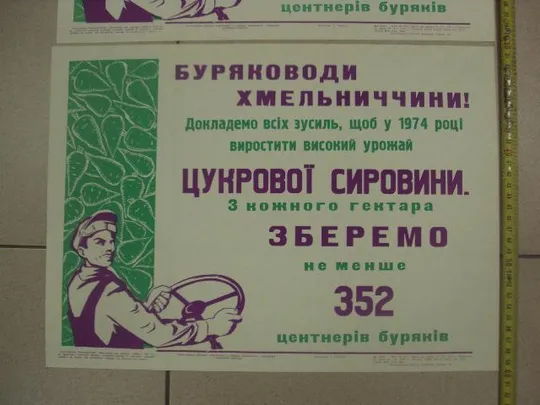 центнерів буряків
БУРЯКОВОДИ
ХМЕЛЬНИЧЧИНИ!
Докладемо всіх зусиль, щоб у 1974 році
виростити високий урожай
ЦУКРОВОЇ СИРОВИНИ.
З кожного гектара
ЗБЕРЕМО
не менше
352
центнерів буряків